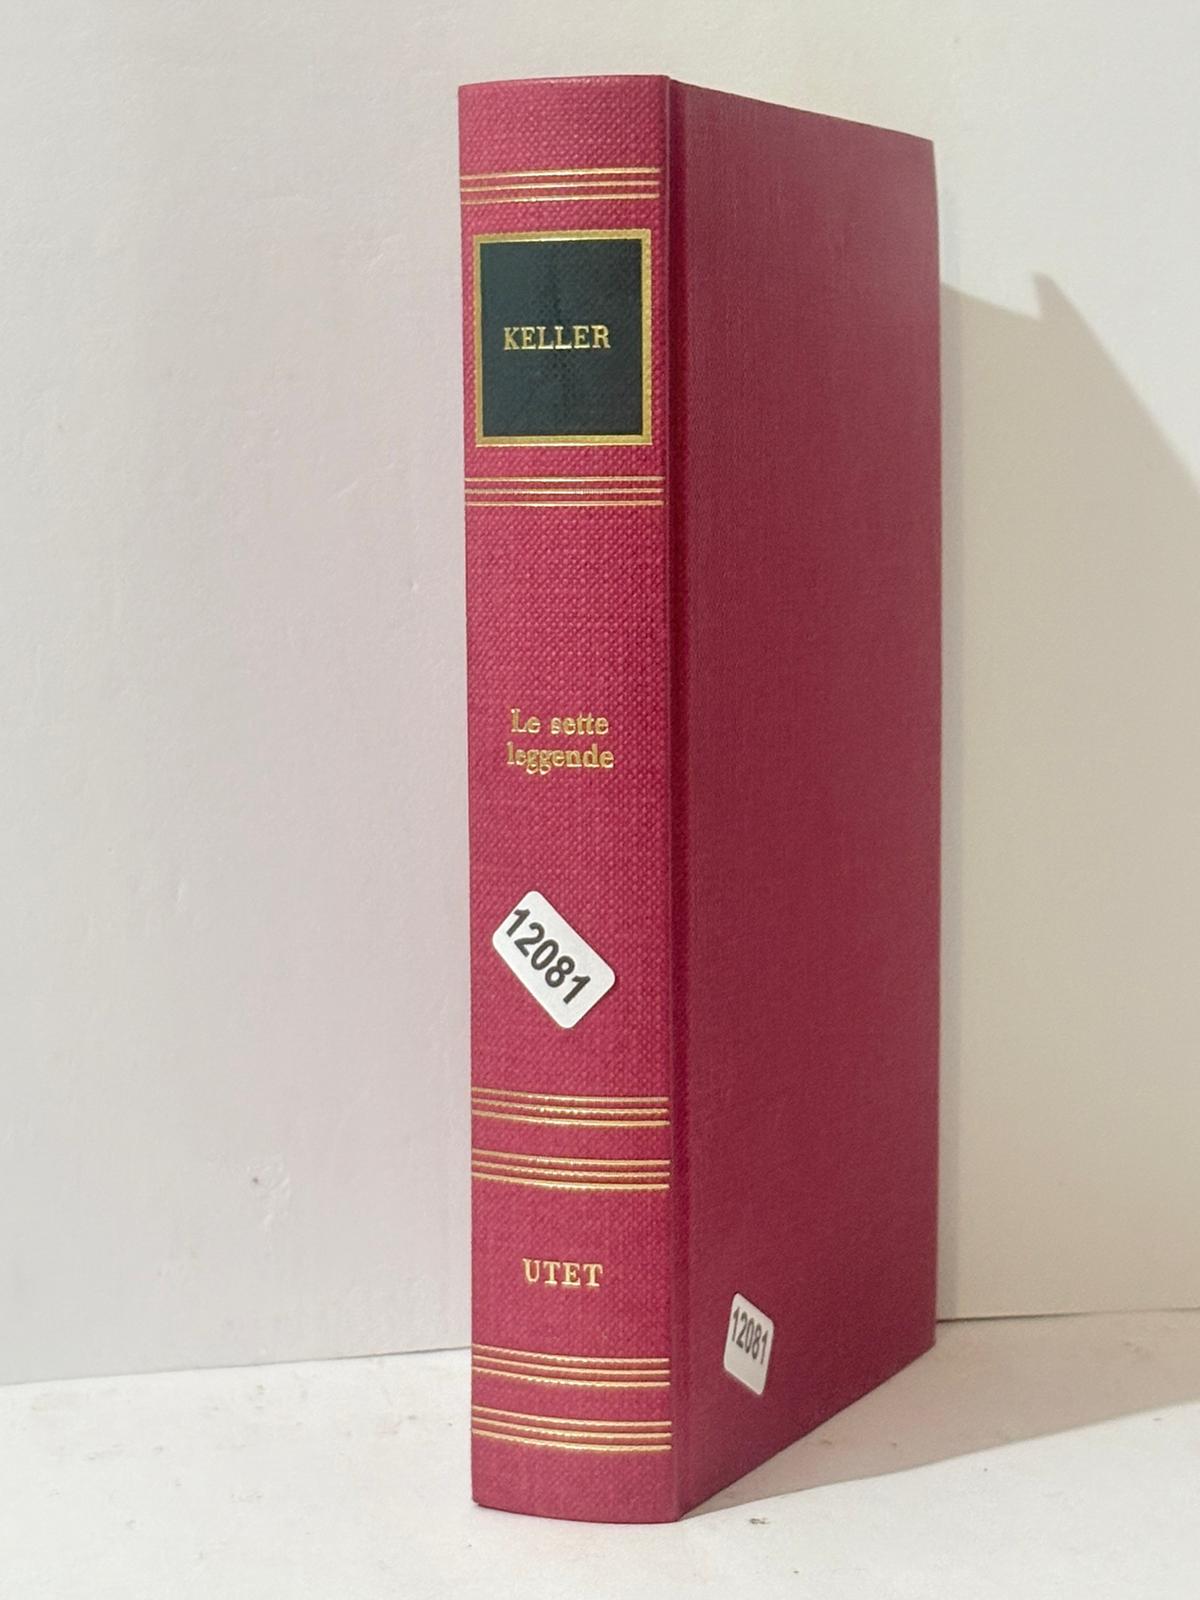 KELLER
Le sette
leggende
12081
UTET
12081